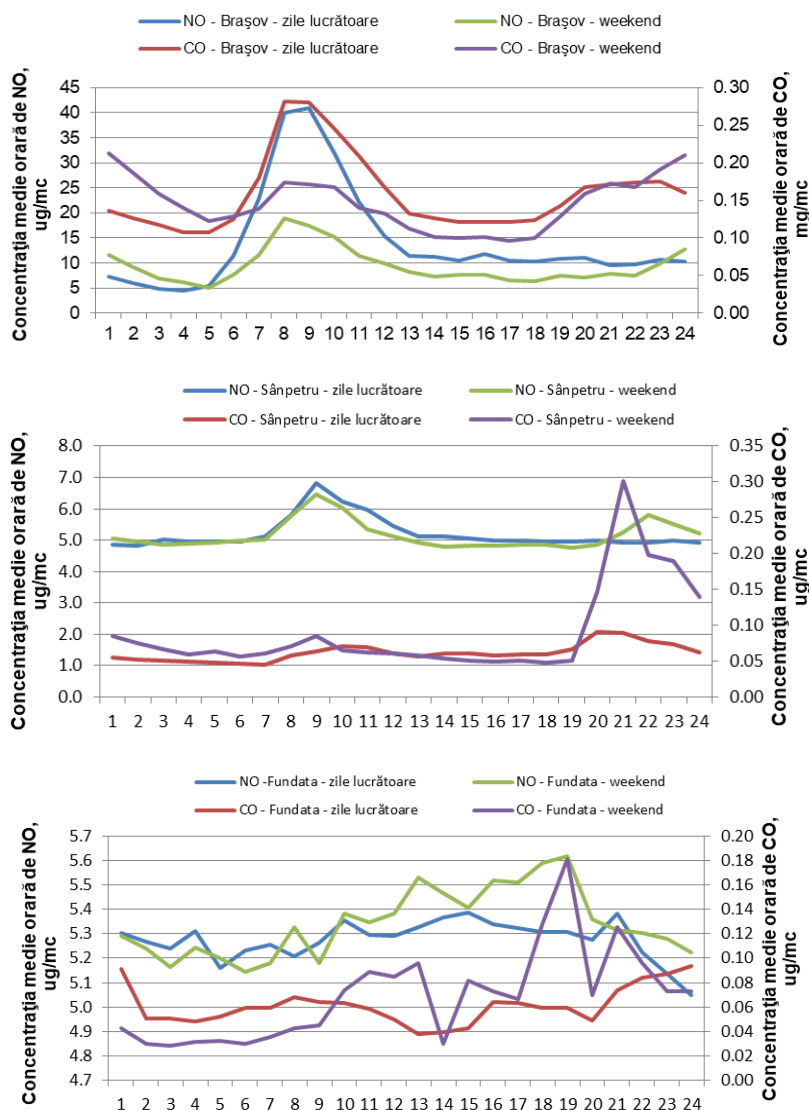 NO - Braşov - zile lucrătoare
NO - Braşov - weekend
CO - Braşov - zile lucrătoare
CO - Braşov - weekend
Concentraţia medie orară de NO,
ug/mc
45
40
35
30
25
20
15
10
5
0
0.30
0.25
0.20
0.15
0.10
0.05
0.00
Concentraţia medie orară de CO,
mg/mc
1 2 3 4 5 6 7 8 9 10 11 12 13 14 15 16 17 18 19 20 21 22 23 24
NO - Sânpetru - zile lucrătoare
NO - Sânpetru - weekend
CO - Sânpetru - zile lucrătoare
CO - Sânpetru - weekend
Concentraţia medie orară de NO,
ug/mc
8.0
7.0
6.0
5.0
4.0
3.0
2.0
1.0
0.0
0.35
0.30
0.25
0.20
0.15
0.10
0.05
0.00
Concentraţia medie orară de CO,
ug/mc
1 2 3 4 5 6 7 8 9 10 11 12 13 14 15 16 17 18 19 20 21 22 23 24
NO -Fundata - zile lucrătoare
NO - Fundata - weekend
CO - Fundata - zile lucrătoare
CO - Fundata - weekend
Concentraţia medie orară de NO,
ug/mc
5.7
5.6
5.5
5.4
5.3
5.2
5.1
5.0
4.9
4.8
4.7
0.20
0.18
0.16
0.14
0.12
0.10
0.08
0.06
0.04
0.02
0.00
Concentraţia medie orară de CO,
ug/mc
1 2 3 4 5 6 7 8 9 10 11 12 13 14 15 16 17 18 19 20 21 22 23 24